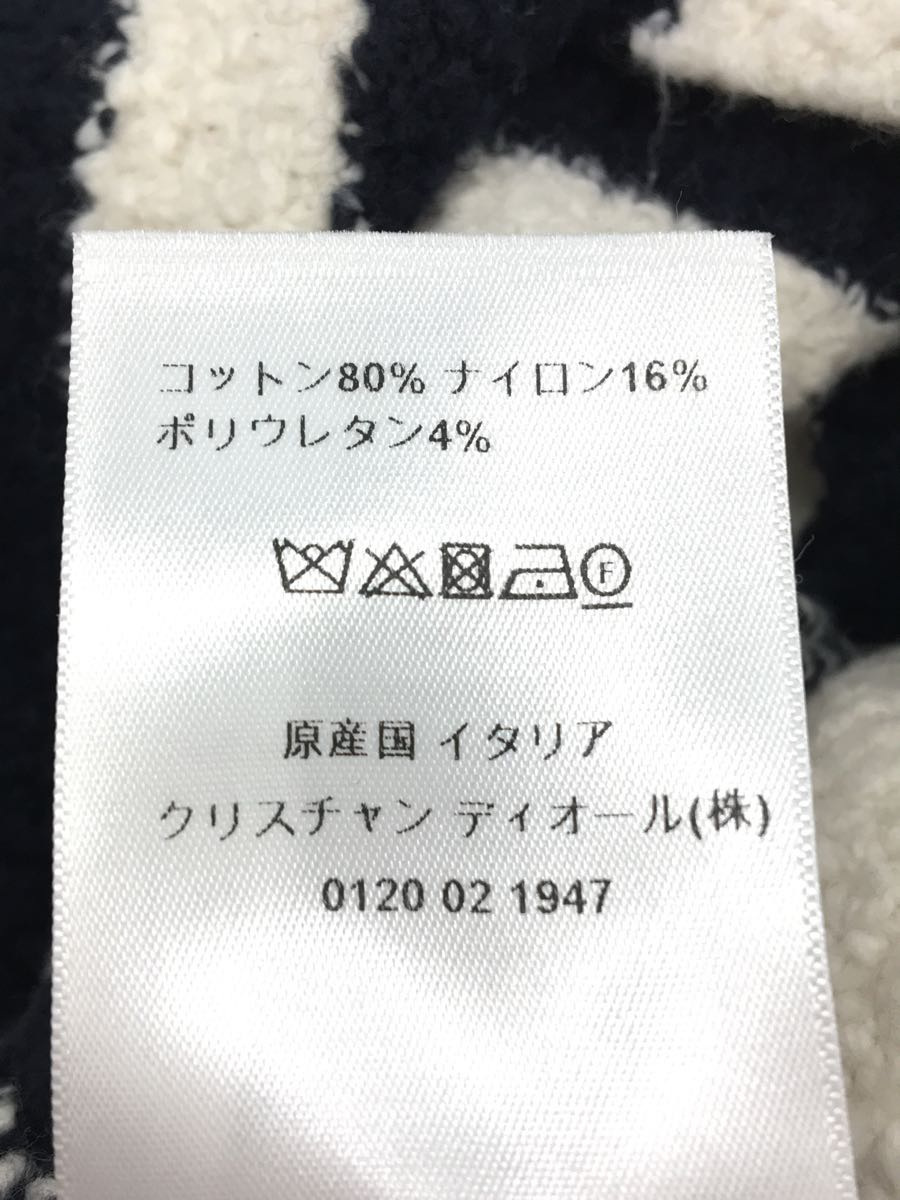 コットン80% ナイロン16%
ポリウレタン4%
F
原産国 イタリア
クリスチャン ディオール(株)
0120 02 1947